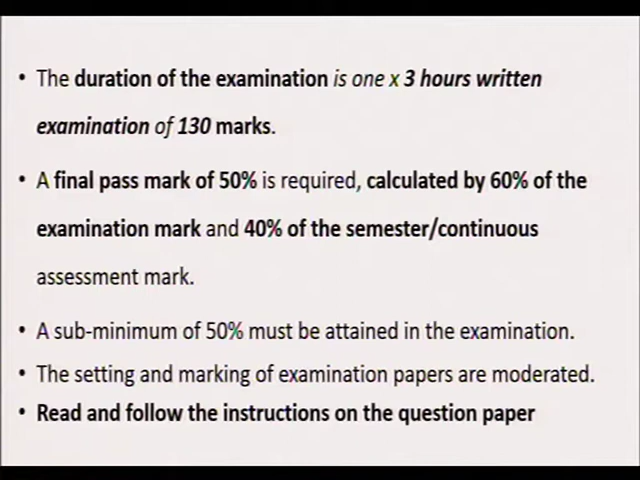 • The duration of the examination is one x 3 hours written
examination of 130 marks.
• A final pass mark of 50% is required, calculated by 60% of the
examination mark and 40% of the semester/continuous
assessment mark.
• A sub-minimum of 50% must be attained in the examination.
• The setting and marking of examination papers are moderated.
• Read and follow the instructions on the question paper